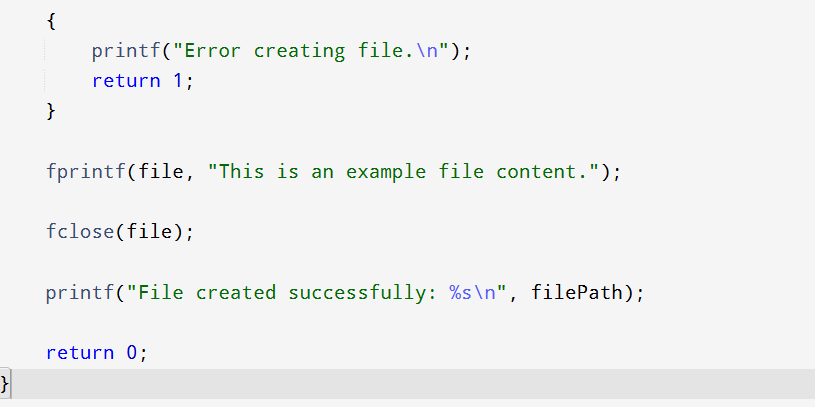 {
    printf("Error creating file.\n");
    return 1;
}
fprintf(file, "This is an example file content.");
fclose(file);
printf("File created successfully: %s\n", filePath);
return 0;
}